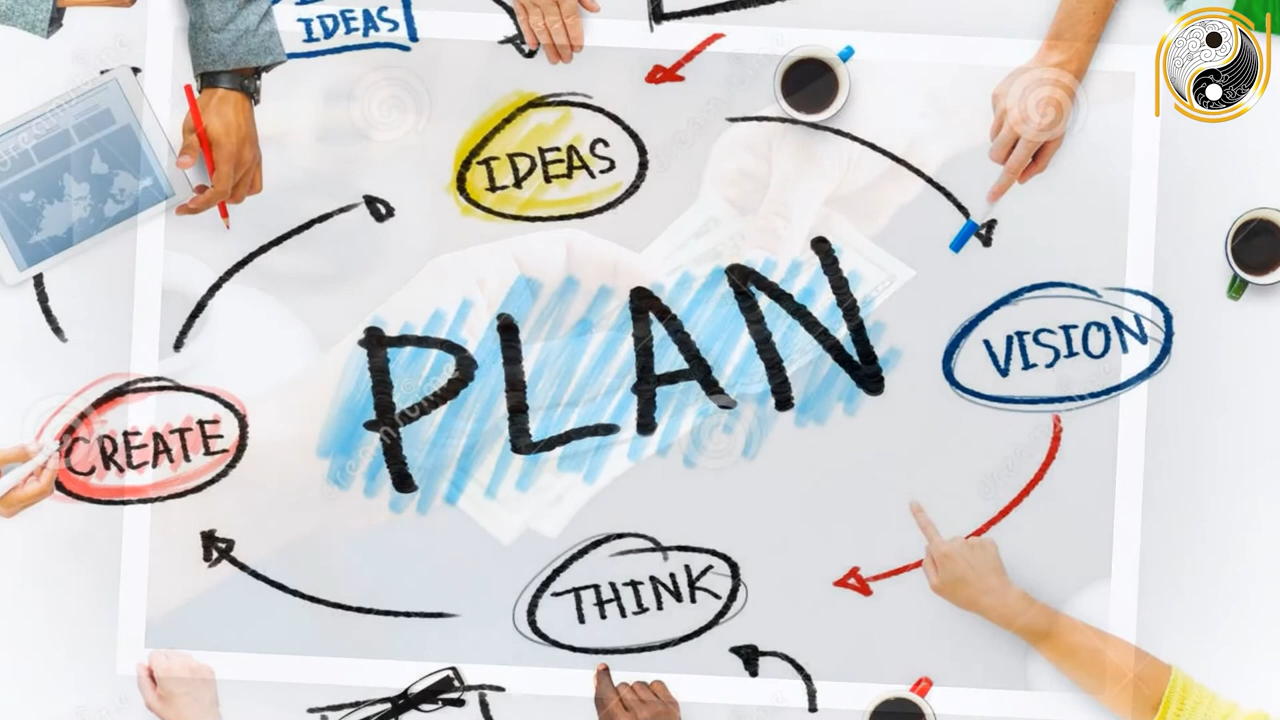 IDEAS
IDEAS
PLAN
VISION
CREATE
THINK